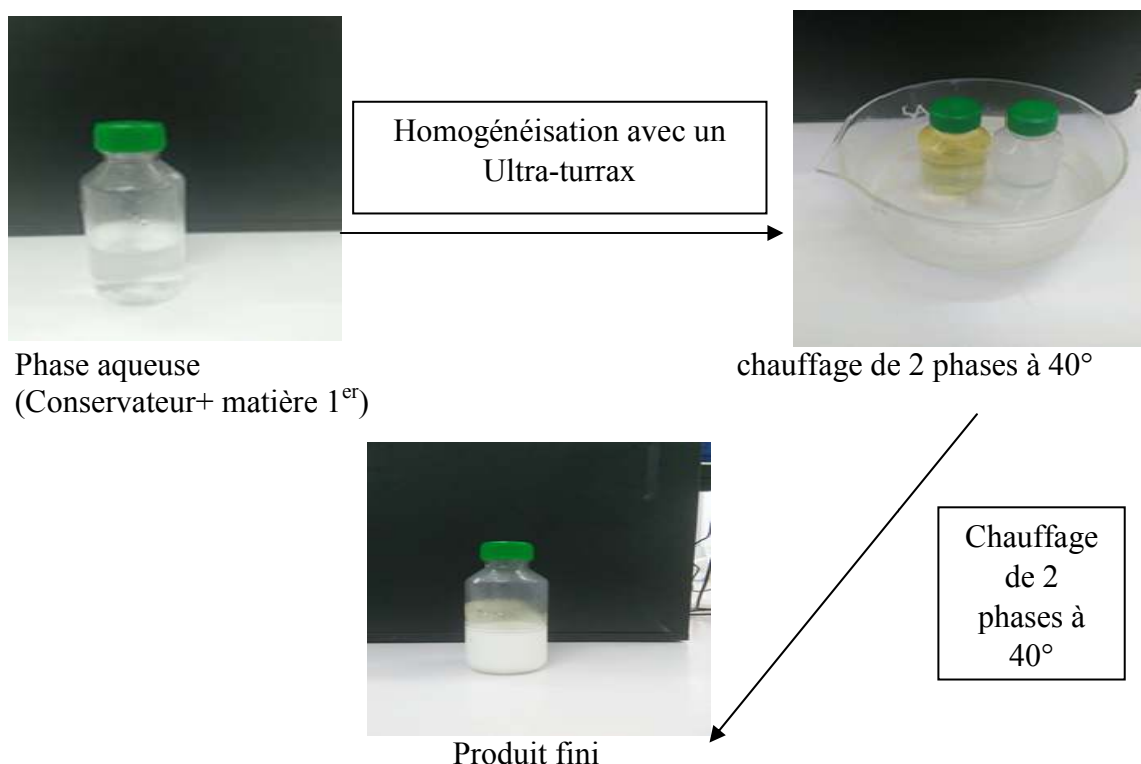 Homogénéisation avec un
Ultra-turrax
Phase aqueuse
(Conservateur+ matière 1er)
chauffage de 2 phases à 40°
Chauffage
de 2
phases à
40°
Produit fini